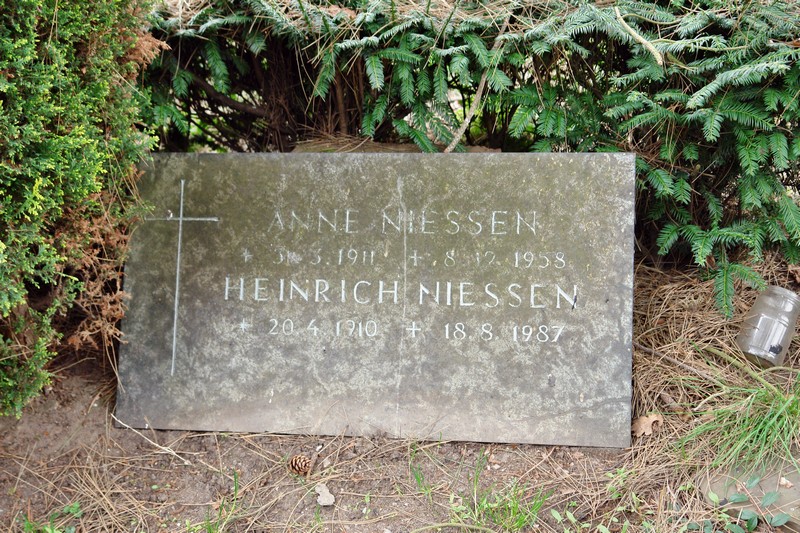 ANNE NIESSEN
* 31. 3. 1911 + 8. 12. 1958
HEINRICH NIESSEN
* 20. 4. 1910 + 18. 8. 1987